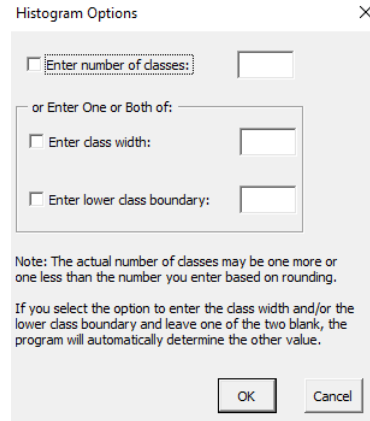 Histogram Options
Enter number of classes:
or Enter One or Both of:
Enter class width:
Enter lower class boundary:
Note: The actual number of classes may be one more or
one less than the number you enter based on rounding.
If you select the option to enter the class width and/or the
lower class boundary and leave one of the two blank, the
program will automatically determine the other value.
OK Cancel